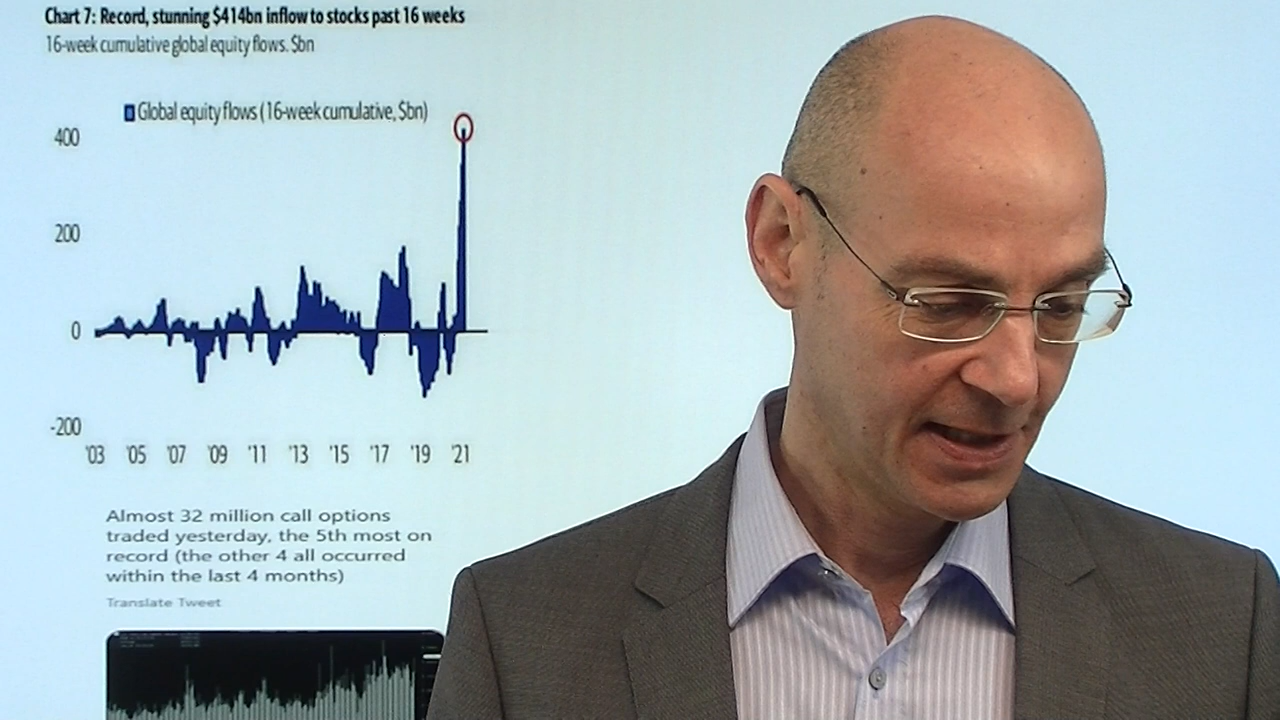 Chart 7: Record, stunning $414bn inflow to stocks past 16 weeks
16-week cumulative global equity flows. $bn
Global equity flows (16-week cumulative, $bn)
400
200
0
-200
'03 '05 '07 '09 '11 '13 '15 '17 '19 '21
Almost 32 million call options
traded yesterday, the 5th most on
record (the other 4 all occurred
within the last 4 months)
Translate Tweet